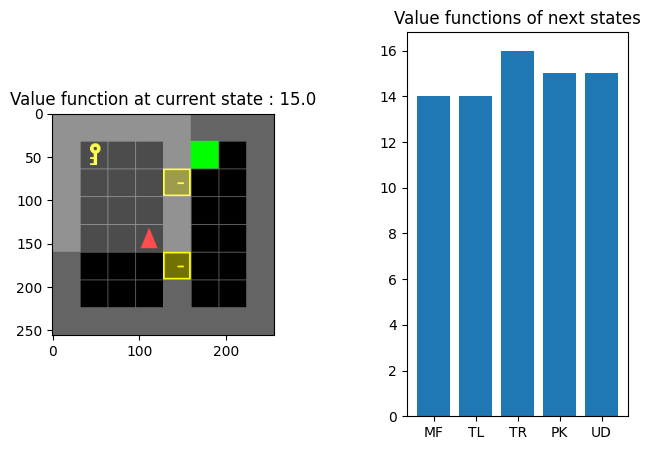 Value function at current state : 15.0
0
50
100
150
200
250
0
100
200
Value functions of next states
16
14
12
10
8
6
4
2
0
MF
TL
TR
PK
UD